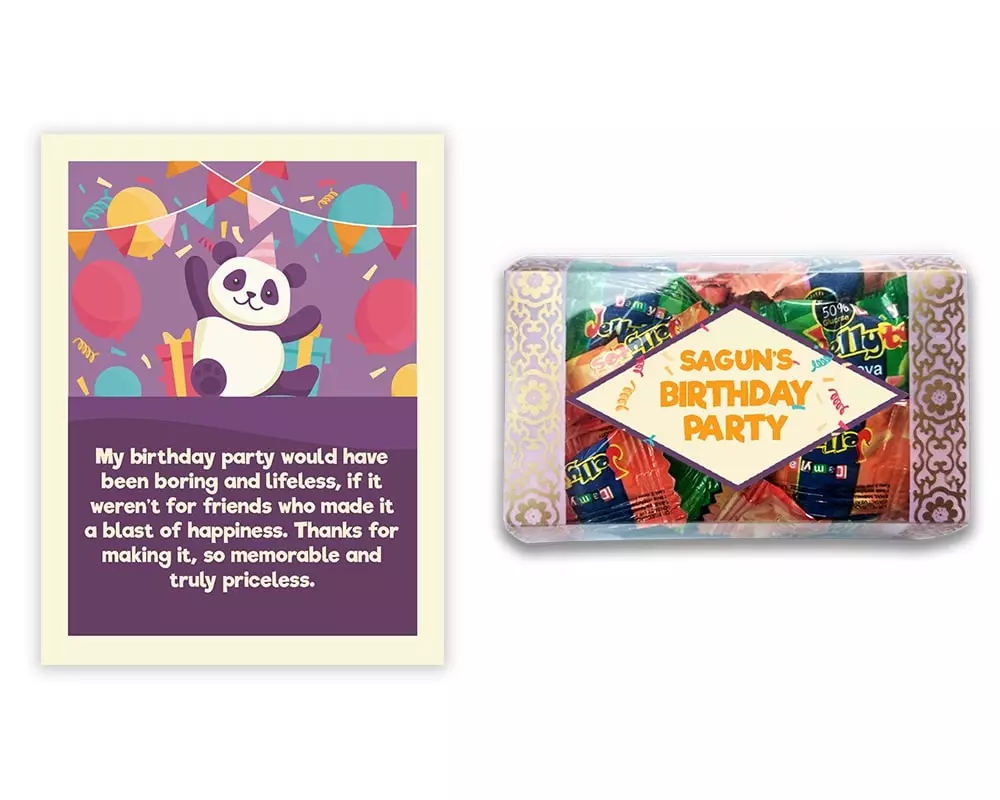 My birthday party would have
been boring and lifeless, if it
weren't for friends who made it
a blast of happiness. Thanks for
making it, so memorable and
truly priceless.
SAGUN'S
BIRTHDAY
PARTY
50%